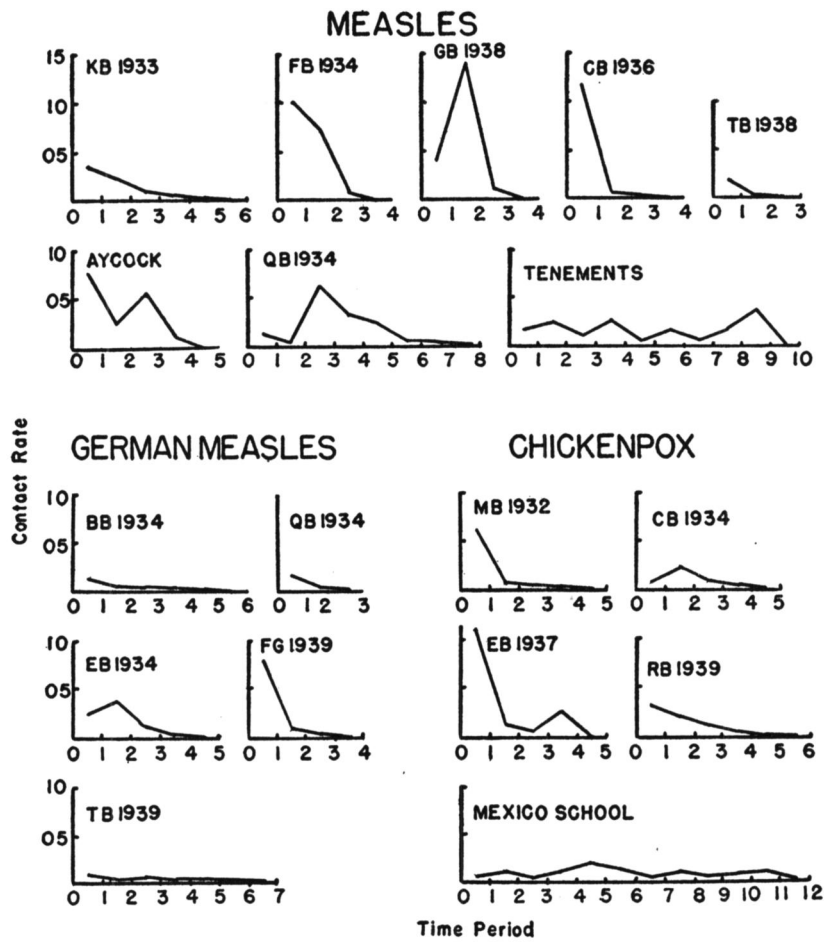 MEASLES
KB 1933
FB 1934
GB 1938
CB 1936
TB 1938
15
10
05
0 1 2 3 4 5 6
0 1 2 3 4
0 1 2 3 4
0 1 2 3 4
0 1 2 3
AYCOCK
QB 1934
TENEMENTS
10
05
0 1 2 3 4 5
0 1 2 3 4 5 6 7 8
0 1 2 3 4 5 6 7 8 9 10
Contact Rate
GERMAN MEASLES
CHICKENPOX
BB 1934
QB 1934
MB 1932
CB 1934
10
05
0 1 2 3 4 5 6
0 1 2 3
0 1 2 3 4 5
0 1 2 3 4 5
EB 1934
FG 1939
EB 1937
RB 1939
10
05
0 1 2 3 4 5
0 1 2 3 4
0 1 2 3 4 5
0 1 2 3 4 5 6
TB 1939
MEXICO SCHOOL
10
05
0 1 2 3 4 5 6 7
0 1 2 3 4 5 6 7 8 9 10 11 12
Time Period